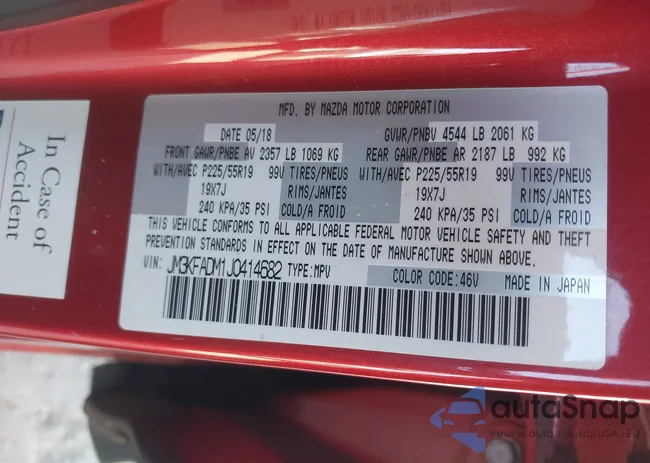 In Case of
Accident
MFD. BY MAZDA MOTOR CORPORATION
DATE 05/18 GVWR/PNBV 4544 LB 2061 KG
FRONT GAWR/PNBE AV 2357 LB 1069 KG REAR GAWR/PNBE AR 2187 LB 992 KG
WITH/AVEC P225/55R19 99V TIRES/PNEUS WITH/AVEC P225/55R19 99V TIRES/PNEUS
19X7J RIMS/JANTES 19X7J RIMS/JANTES
240 KPA/35 PSI COLD/A FROID 240 KPA/35 PSI COLD/A FROID
THIS VEHICLE CONFORMS TO ALL APPLICABLE FEDERAL MOTOR VEHICLE SAFETY AND THEFT
PREVENTION STANDARDS IN EFFECT ON THE DATE OF MANUFACTURE SHOWN ABOVE.
VIN: JM3KFADM1J0414682 TYPE:MPV COLOR CODE:46V MADE IN JAPAN
autoSnap
Pewne auta z aukcji USA - EU